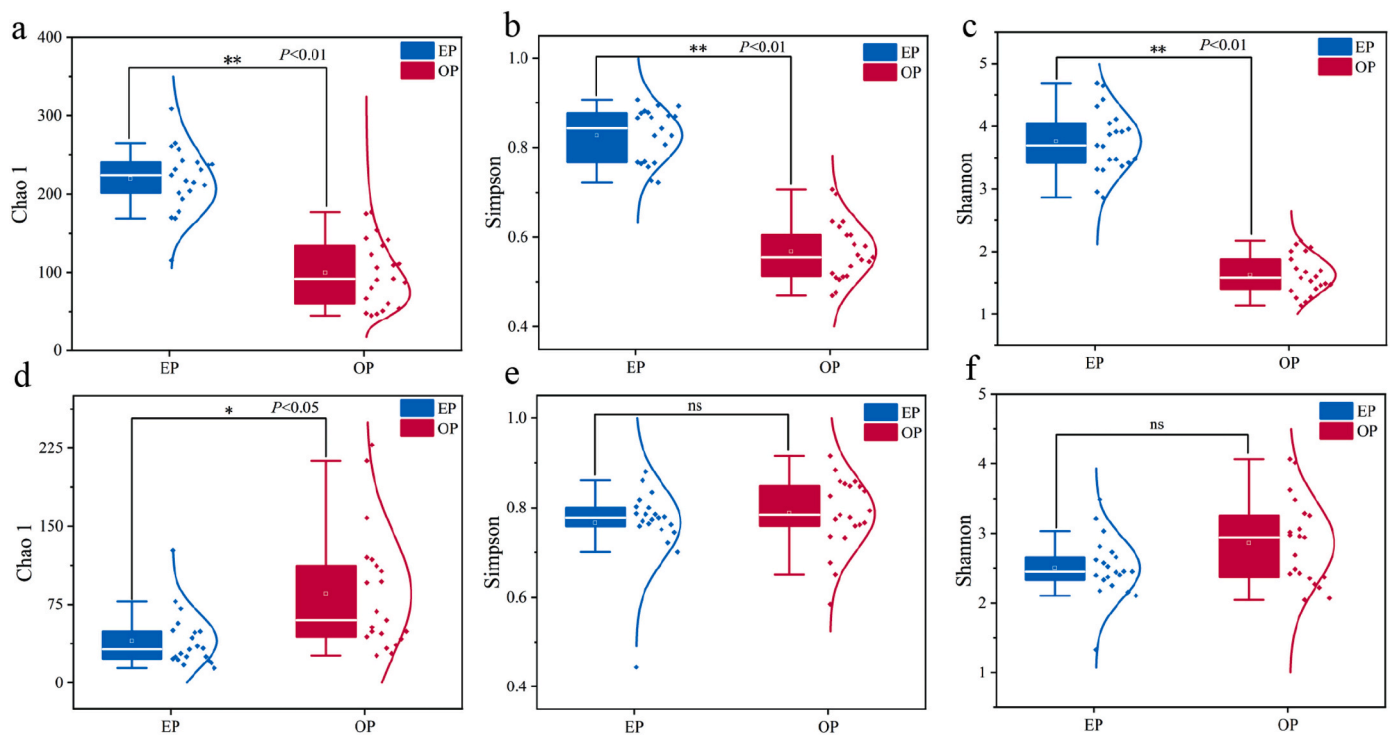 a
400
300
200
100
0
Chao 1
** P<0.01
EP
OP
EP OP
b
1.0
0.8
0.6
0.4
Simpson
** P<0.01
EP
OP
EP OP
c
5
4
3
2
1
Shannon
** P<0.01
EP
OP
EP OP
d
225
150
75
0
Chao 1
* P<0.05
EP
OP
EP OP
e
1.0
0.8
0.6
0.4
Simpson
ns
EP
OP
EP OP
f
5
4
3
2
1
Shannon
ns
EP
OP
EP OP